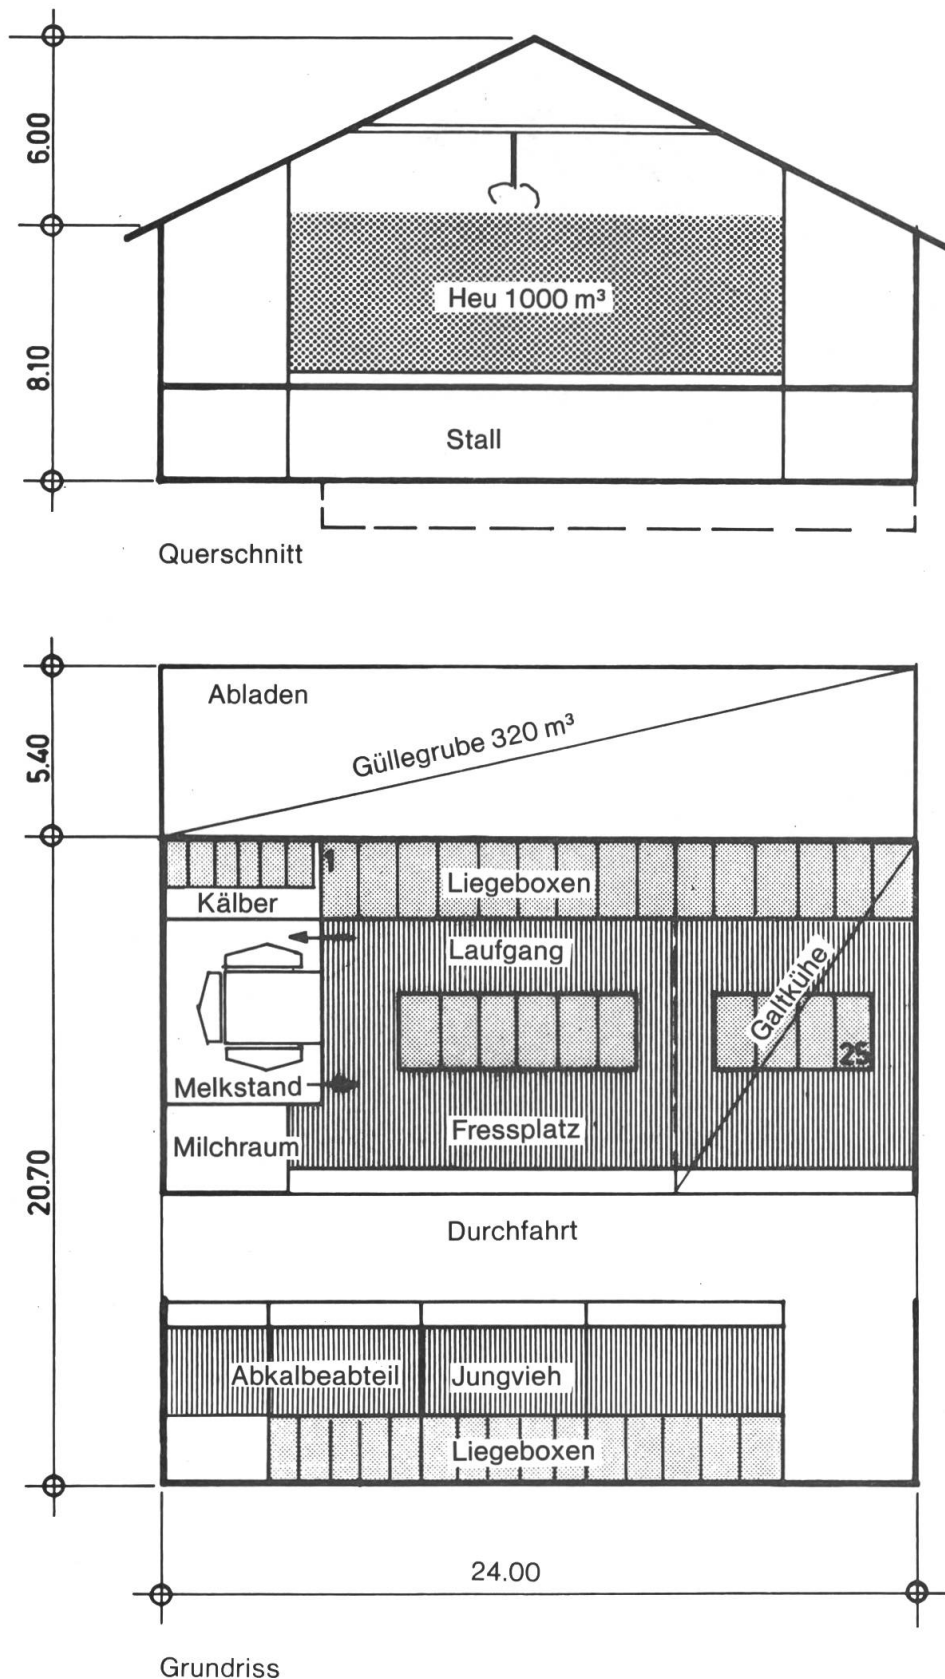 6.00
Heu 1000 m³
8.10
Stall
Querschnitt
Abladen
5.40
Güllegrube 320 m³
1
Liegeboxen
Kälber
Laufgang
Galtkühe
25
Melkstand
Fressplatz
Milchraum
20.70
Durchfahrt
Abkalbeabteil
Jungvieh
Liegeboxen
24.00
Grundriss